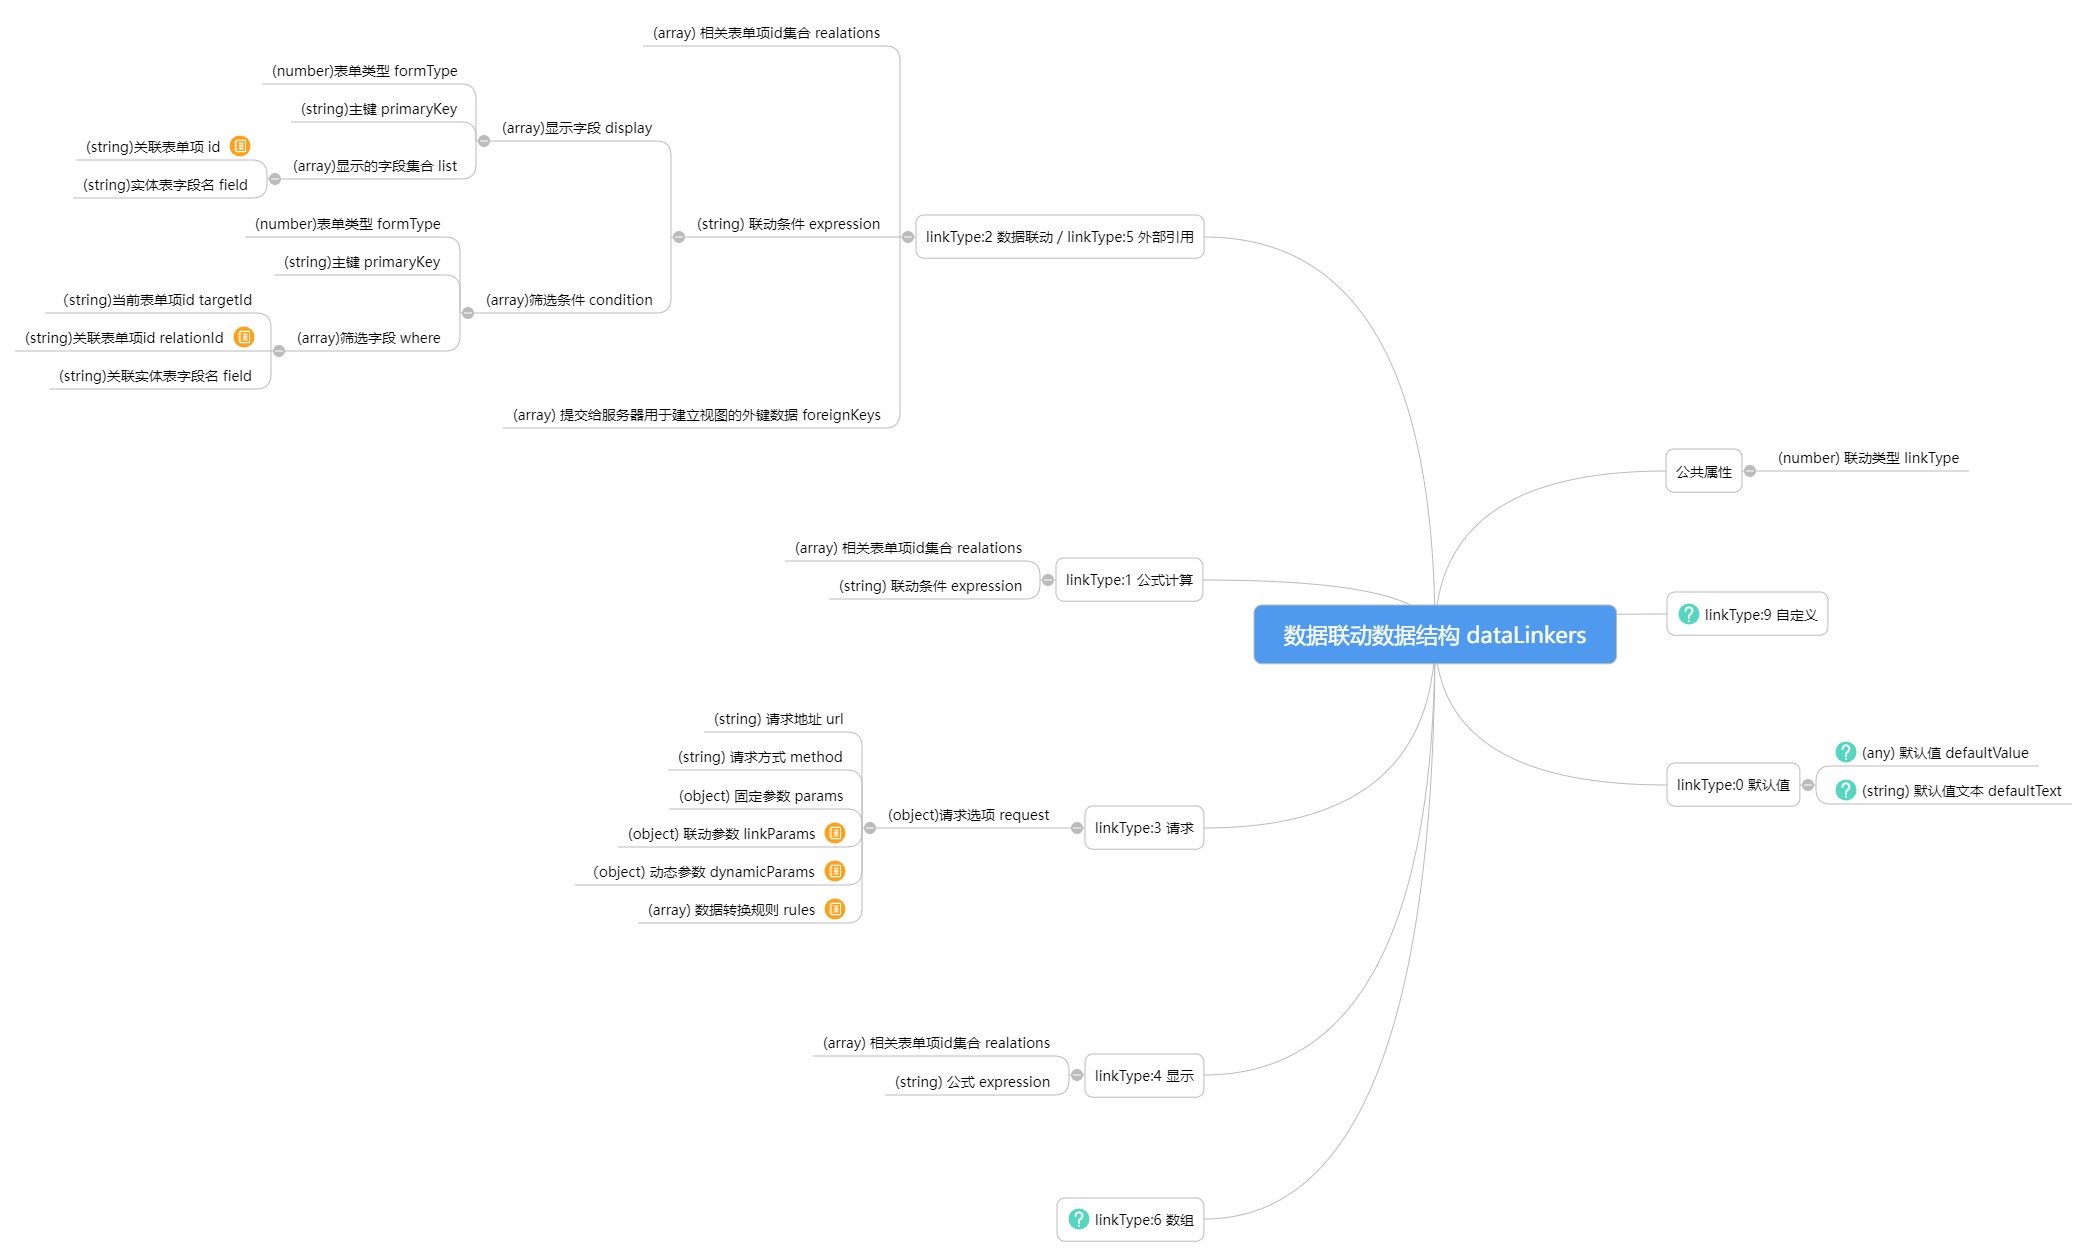 (array) 相关表单项id集合 realations
(number)表单类型 formType
(string)主键 primaryKey
(array)显示字段 display
(string)关联表单项 id
(array)显示的字段集合 list
(string)实体表字段名 field
(number)表单类型 formType
(string) 联动条件 expression
linkType:2 数据联动 / linkType:5 外部引用
(string)主键 primaryKey
(string)当前表单项id targetId
(array)筛选条件 condition
(string)关联表单项id relationId
(array)筛选字段 where
(string)关联实体表字段名 field
(array) 提交给服务器用于建立视图的外键数据 foreignKeys
公共属性
(number) 联动类型 linkType
(array) 相关表单项id集合 realations
linkType:1 公式计算
(string) 联动条件 expression
linkType:9 自定义
数据联动数据结构 dataLinkers
(string) 请求地址 url
(string) 请求方式 method
(any) 默认值 defaultValue
linkType:0 默认值
(string) 默认值文本 defaultText
(object) 固定参数 params
(object)请求选项 request
linkType:3 请求
(object) 联动参数 linkParams
(object) 动态参数 dynamicParams
(array) 数据转换规则 rules
(array) 相关表单项id集合 realations
linkType:4 显示
(string) 公式 expression
linkType:6 数组